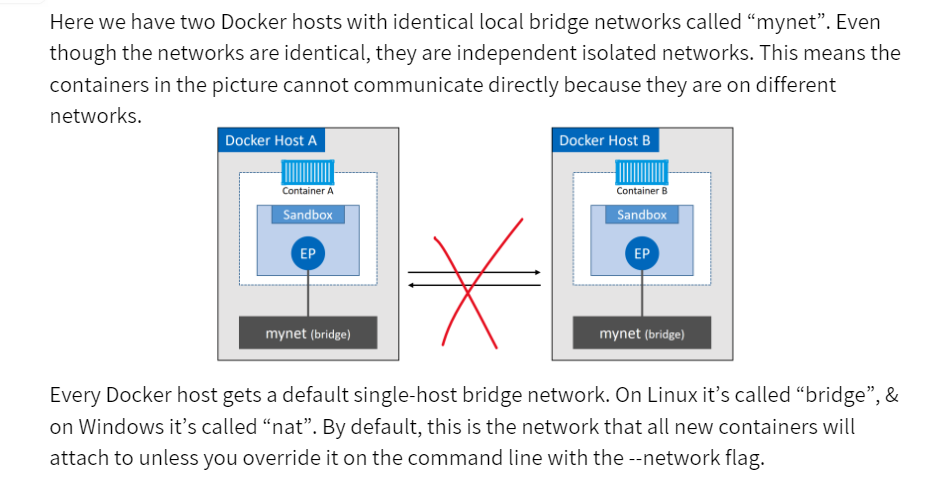 Here we have two Docker hosts with identical local bridge networks called “mynet”. Even
though the networks are identical, they are independent isolated networks. This means the
containers in the picture cannot communicate directly because they are on different
networks.
Docker Host A
Container A
Sandbox
EP
mynet (bridge)
Docker Host B
Container B
Sandbox
EP
mynet (bridge)
Every Docker host gets a default single-host bridge network. On Linux it’s called “bridge”, &
on Windows it’s called “nat”. By default, this is the network that all new containers will
attach to unless you override it on the command line with the --network flag.